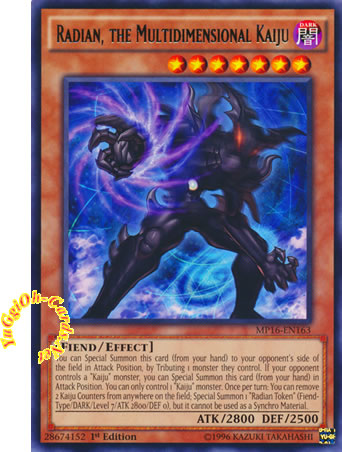 RADIAN, THE MULTIDIMENSIONAL KAIJU
DARK
闇
YuGgiOh-Cards.Net
MP16-EN163
[FIEND/EFFECT]
You can Special Summon this card (from your hand) to your opponent's side
of the field in Attack Position, by Tributing 1 monster they control. If your opponent
controls a "Kaiju" monster, you can Special Summon this card (from your hand) in
Attack Position. You can only control 1 "Kaiju" monster. Once per turn: You can remove
2 Kaiju Counters from anywhere on the field; Special Summon 1 "Radian Token" (Fiend-
Type/DARK/Level 7/ATK 2800/DEF 0), but it cannot be used as a Synchro Material.
ATK/2800 DEF/2500
28674152 1st Edition ©1996 KAZUKI TAKAHASHI